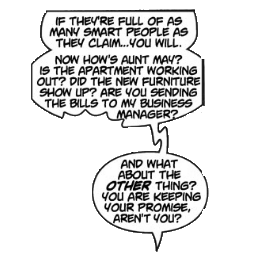 IF THEY'RE FULL OF AS
MANY SMART PEOPLE AS
THEY CLAIM...YOU WILL.
NOW HOW'S AUNT MAY?
IS THE APARTMENT WORKING
OUT? DID THE NEW FURNITURE
SHOW UP? ARE YOU SENDING
THE BILLS TO MY BUSINESS
MANAGER?
AND WHAT
ABOUT THE
OTHER THING?
YOU ARE KEEPING
YOUR PROMISE,
AREN'T YOU?